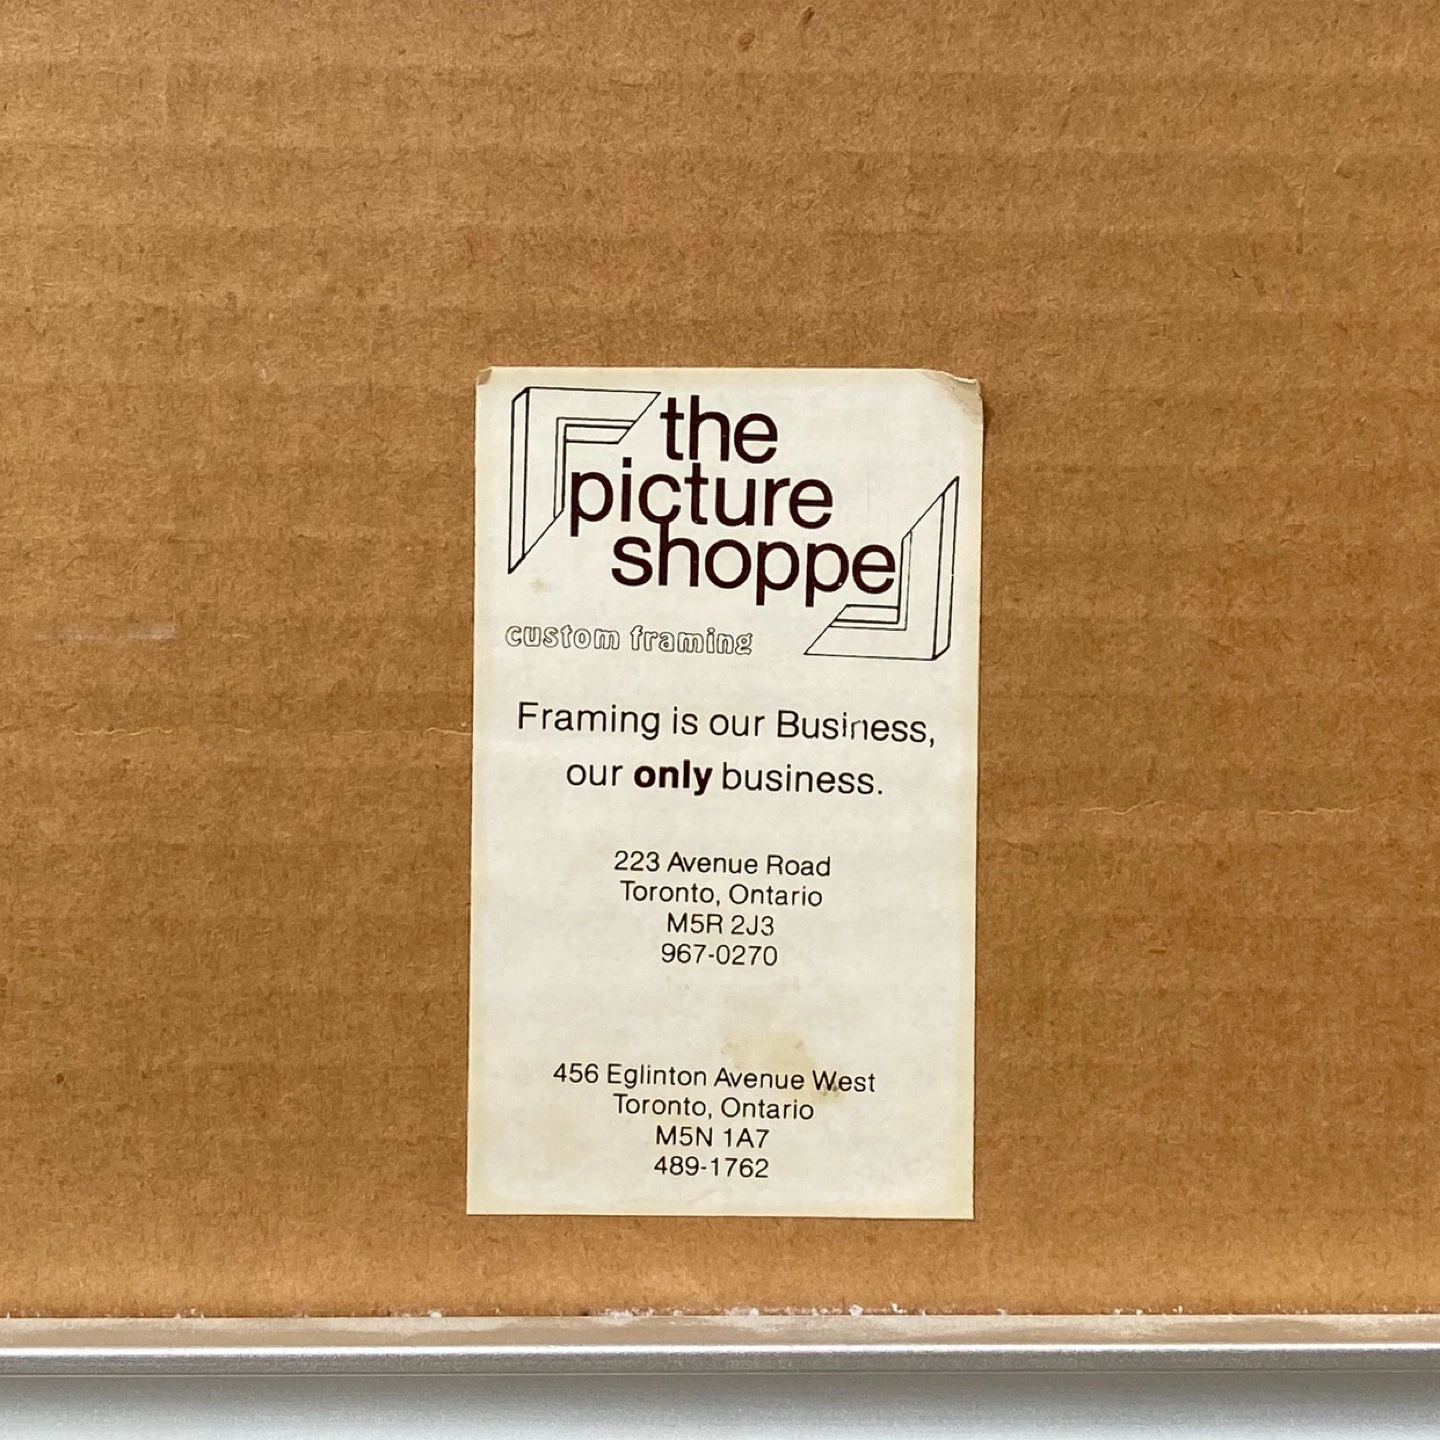 the
picture
shoppe
custom framing
Framing is our Business,
our only business.
223 Avenue Road
Toronto, Ontario
M5R 2J3
967-0270
456 Eglinton Avenue West
Toronto, Ontario
M5N 1A7
489-1762